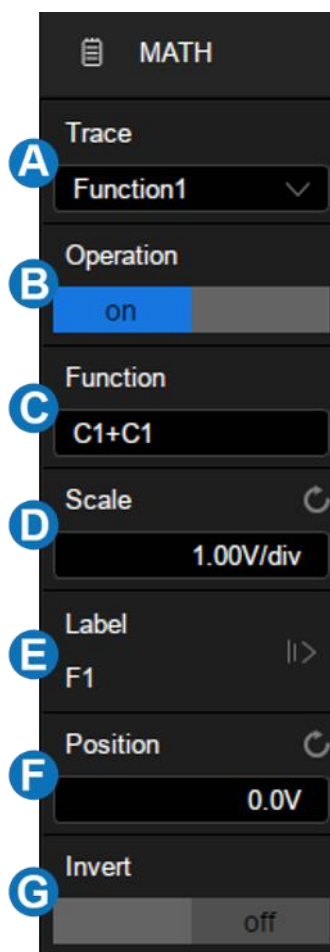 MATH
Trace
A
Function1
Operation
B
on
Function
C
C1+C1
Scale
D
1.00V/div
Label
E
F1
Position
F
0.0V
Invert
G
off